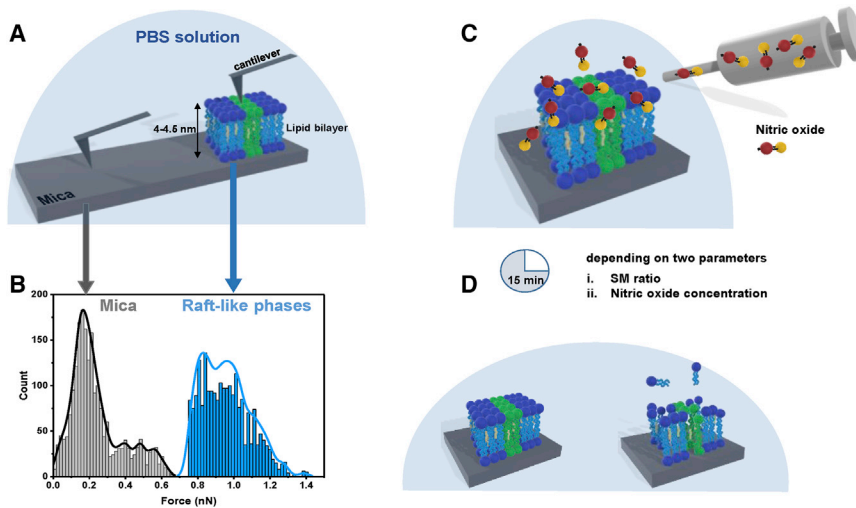 A
PBS solution
cantilever
4-4.5 nm
Lipid bilayer
Mica
B
Mica
Raft-like phases
Count
200
150
100
50
0
0.0 0.2 0.4 0.6 0.8 1.0 1.2 1.4
Force (nN)
C
Nitric oxide
D
15 min
depending on two parameters
i. SM ratio
ii. Nitric oxide concentration